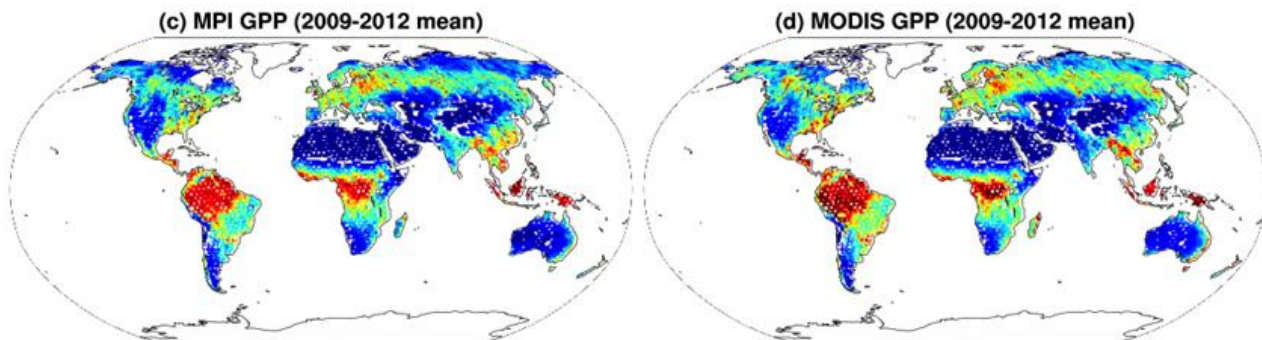 (c) MPI GPP (2009-2012 mean)
(d) MODIS GPP (2009-2012 mean)